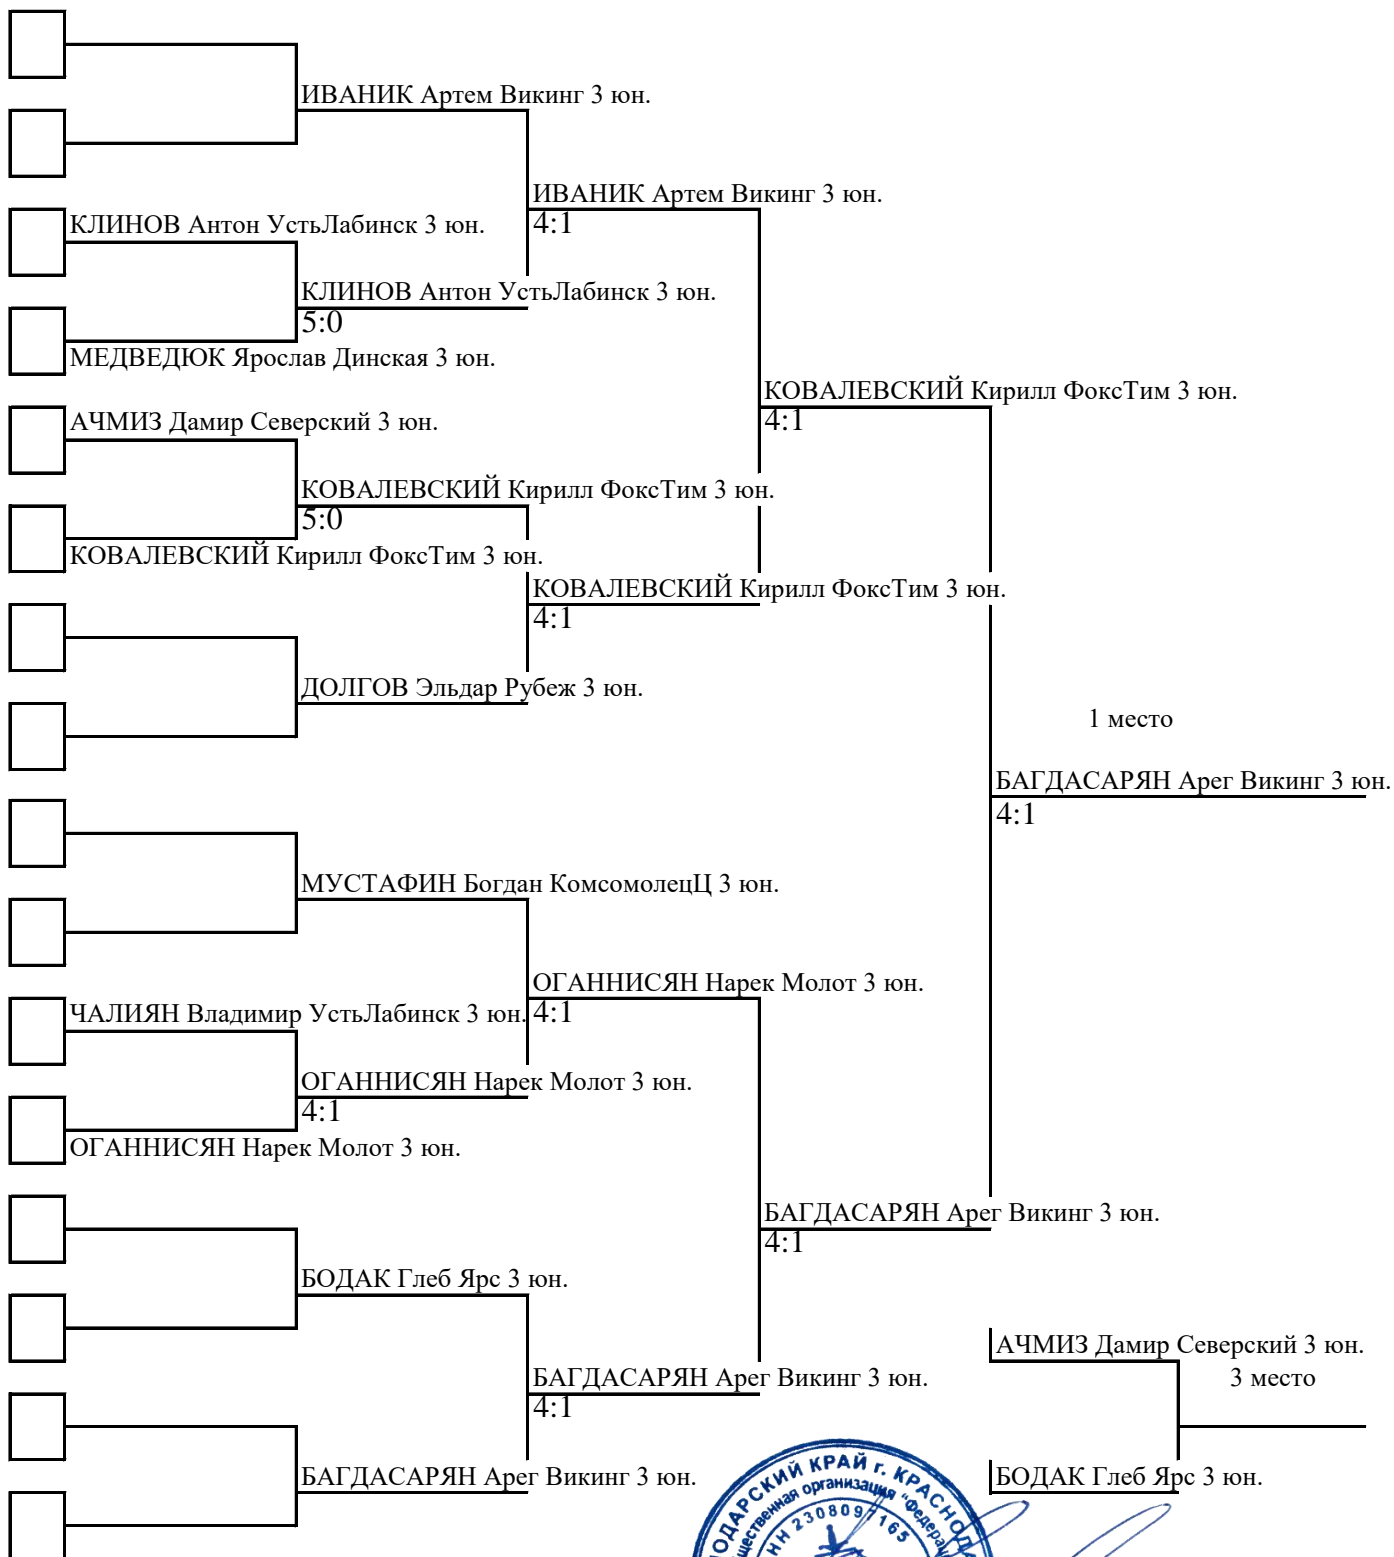 ИВАНИК Артем Викинг 3 юн.
ИВАНИК Артем Викинг 3 юн.
4:1
КЛИНОВ Антон УстьЛабинск 3 юн.
КЛИНОВ Антон УстьЛабинск 3 юн.
5:0
МЕДВЕДЮК Ярослав Динская 3 юн.
КОВАЛЕВСКИЙ Кирилл ФоксТим 3 юн.
4:1
АЧМИЗ Дамир Северский 3 юн.
КОВАЛЕВСКИЙ Кирилл ФоксТим 3 юн.
5:0
КОВАЛЕВСКИЙ Кирилл ФоксТим 3 юн.
КОВАЛЕВСКИЙ Кирилл ФоксТим 3 юн.
4:1
ДОЛГОВ Эльдар Рубеж 3 юн.
1 место
БАГДАСАРЯН Арег Викинг 3 юн.
4:1
МУСТАФИН Богдан КомсомолецЦ 3 юн.
ОГАННИСЯН Нарек Молот 3 юн.
4:1
ЧАЛИЯН Владимир УстьЛабинск 3 юн.
ОГАННИСЯН Нарек Молот 3 юн.
4:1
ОГАННИСЯН Нарек Молот 3 юн.
БАГДАСАРЯН Арег Викинг 3 юн.
4:1
БОДАК Глеб Ярс 3 юн.
АЧМИЗ Дамир Северский 3 юн.
3 место
БАГДАСАРЯН Арег Викинг 3 юн.
4:1
БАГДАСАРЯН Арег Викинг 3 юн.
БОДАК Глеб Ярс 3 юн.
КРАЙ г.
организация
2308097165